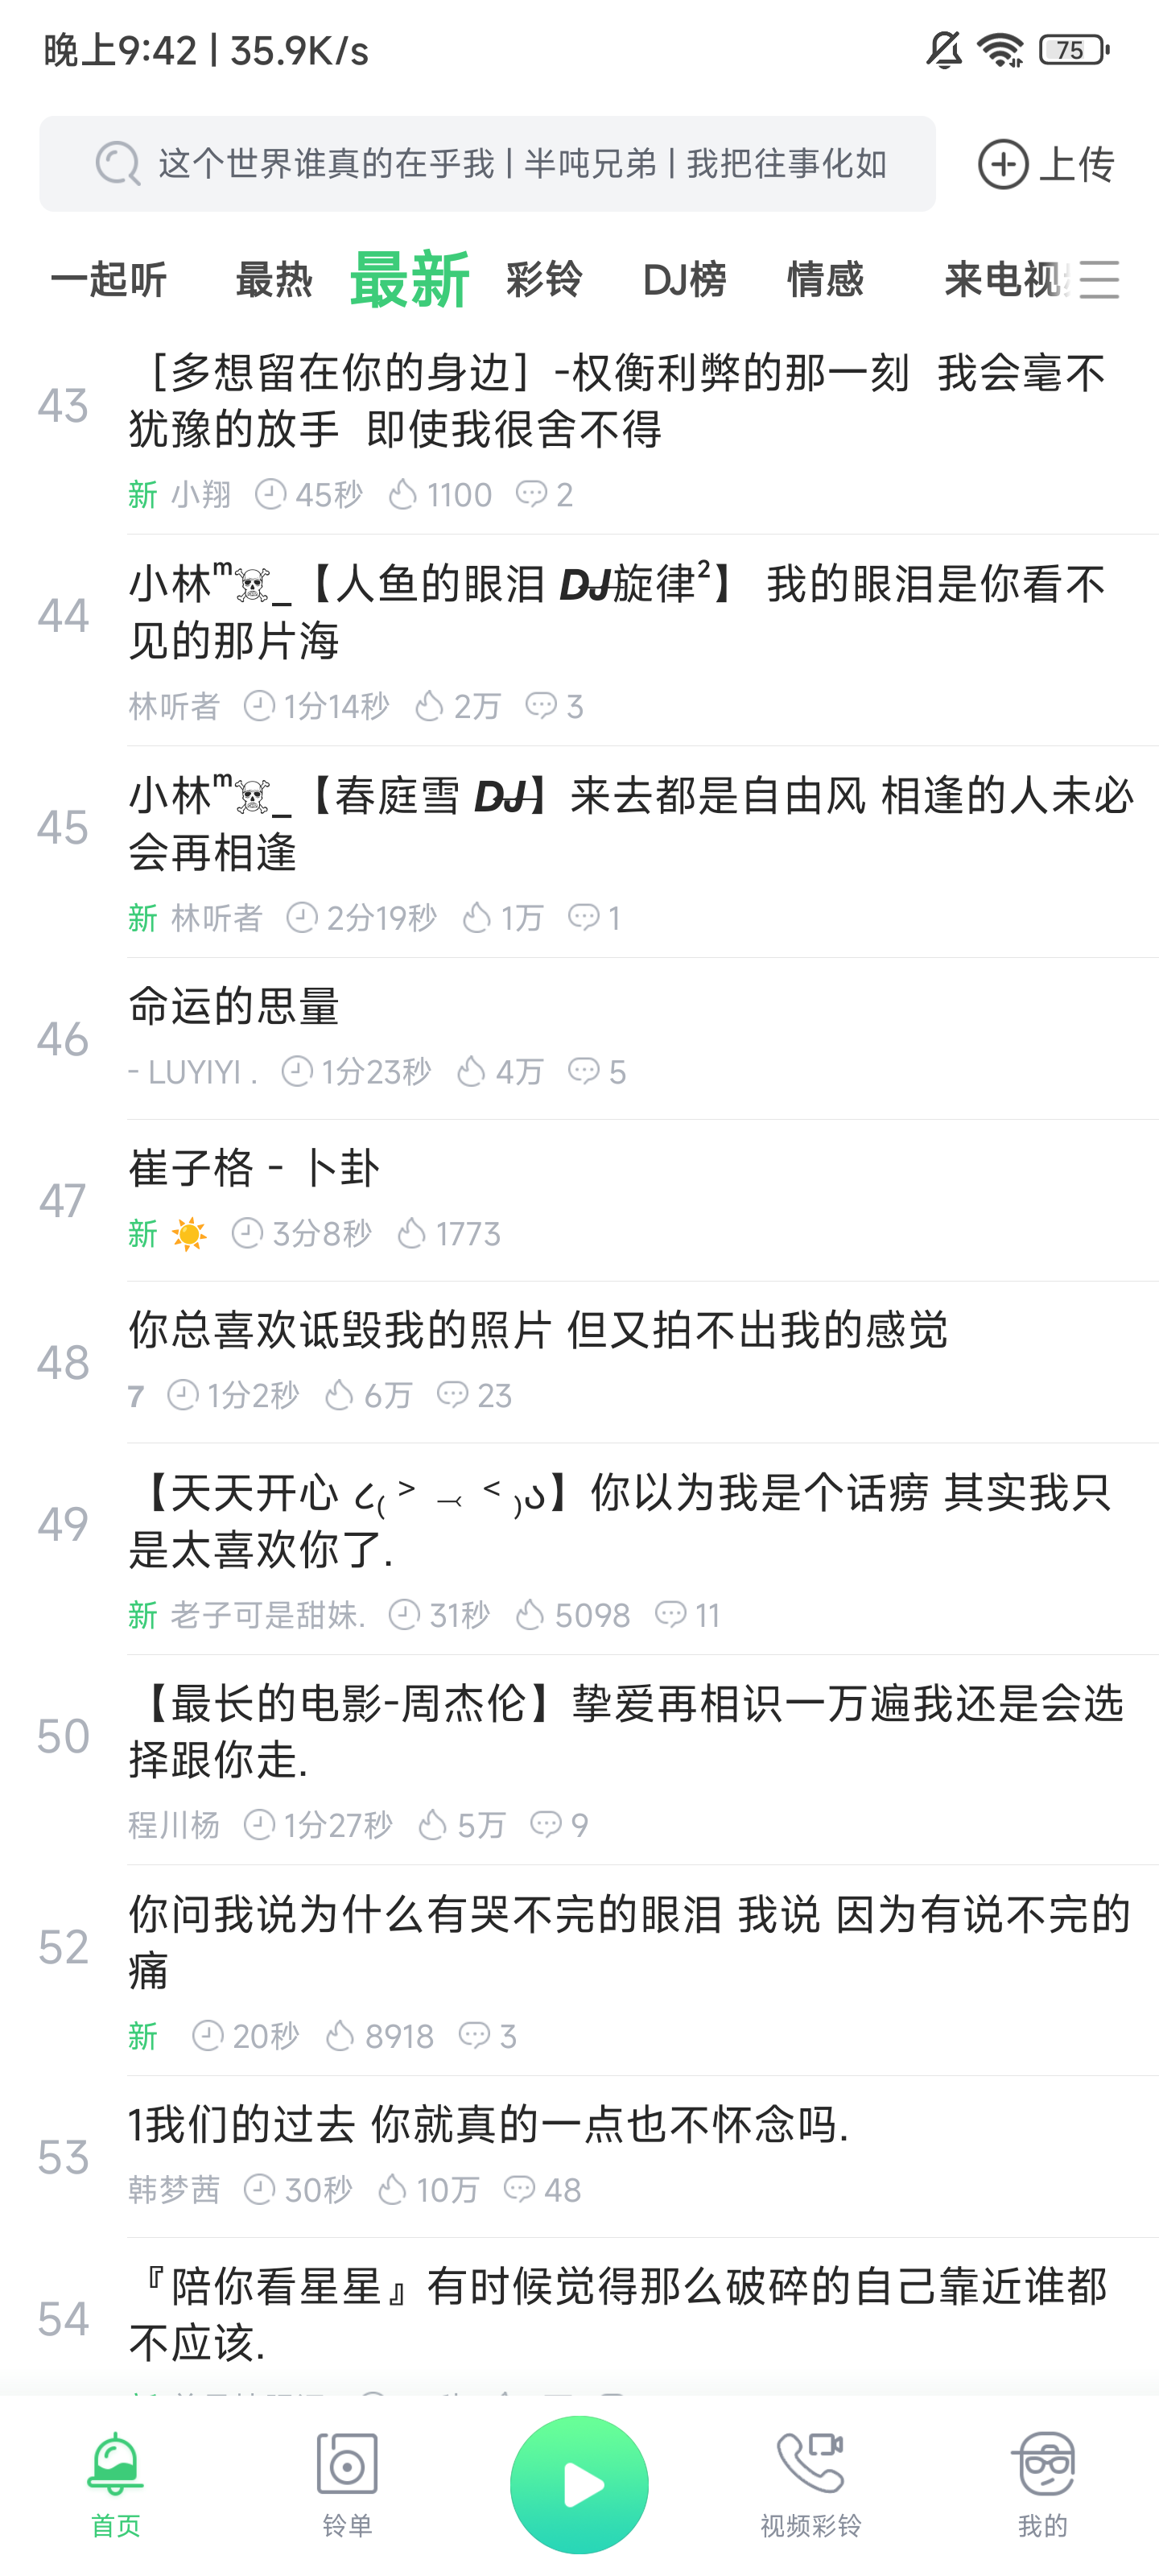 晚上9:42 | 35.9K/s
75
这个世界谁真的在乎我 | 半吨兄弟 | 我把往事化如
上传
一起听 最热 最新 彩铃 DJ榜 情感 来电视
43
［多想留在你的身边］-权衡利弊的那一刻 我会毫不
犹豫的放手 即使我很舍不得
新 小翔 45秒 1100 2
44
小林ᵐ☠_【人鱼的眼泪 DJ旋律²】 我的眼泪是你看不
见的那片海
林听者 1分14秒 2万 3
45
小林ᵐ☠_【春庭雪 DJ】来去都是自由风 相逢的人未必
会再相逢
新 林听者 2分19秒 1万 1
46
命运的思量
- LUYIYI . 1分23秒 4万 5
47
崔子格 - 卜卦
新 ☀️ 3分8秒 1773
48
你总喜欢诋毁我的照片 但又拍不出我的感觉
7 1分2秒 6万 23
49
【天天开心 ૮₍ ˃ ⤙ ˂ ₎ა】你以为我是个话痨 其实我只
是太喜欢你了.
新 老子可是甜妹. 31秒 5098 11
50
【最长的电影-周杰伦】挚爱再相识一万遍我还是会选
择跟你走.
程川杨 1分27秒 5万 9
52
你问我说为什么有哭不完的眼泪 我说 因为有说不完的
痛
新 20秒 8918 3
53
1我们的过去 你就真的一点也不怀念吗.
韩梦茜 30秒 10万 48
54
『陪你看星星』有时候觉得那么破碎的自己靠近谁都
不应该.
首页 铃单 视频彩铃 我的